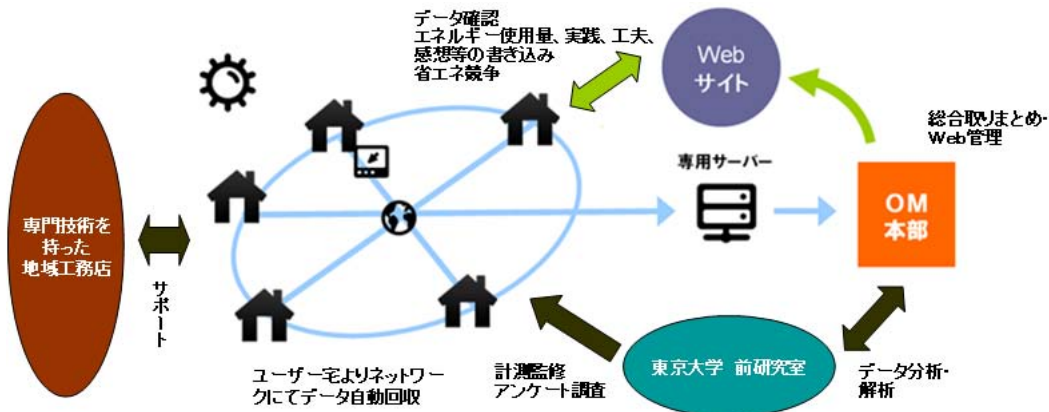 データ確認
エネルギー使用量、実践、工夫、
感想等の書き込み
省エネ競争
Web
サイト
総合取りまとめ・
Web管理
専用サーバー
OM
本部
専門技術を
持った
地域工務店
サポート
ユーザー宅よりネットワー
クにてデータ自動回収
計測監修
アンケート調査
東京大学 前研究室
データ分析・
解析